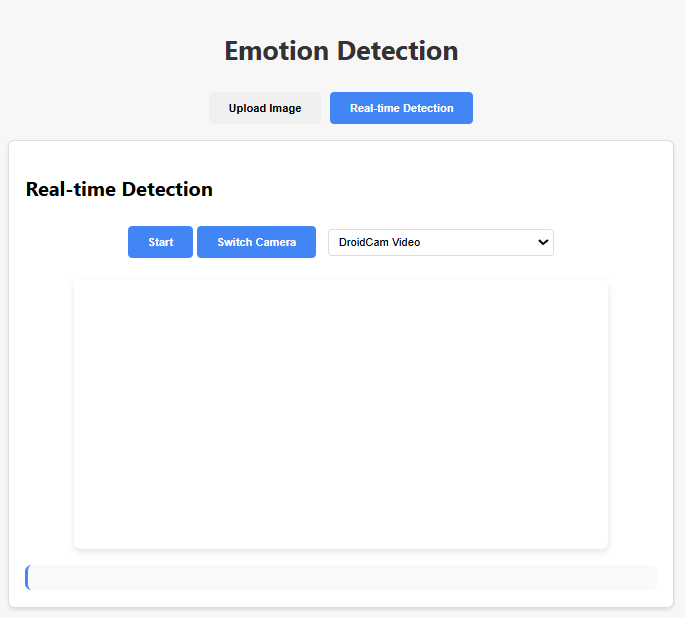 Emotion Detection
Upload Image Real-time Detection
Real-time Detection
Start Switch Camera DroidCam Video